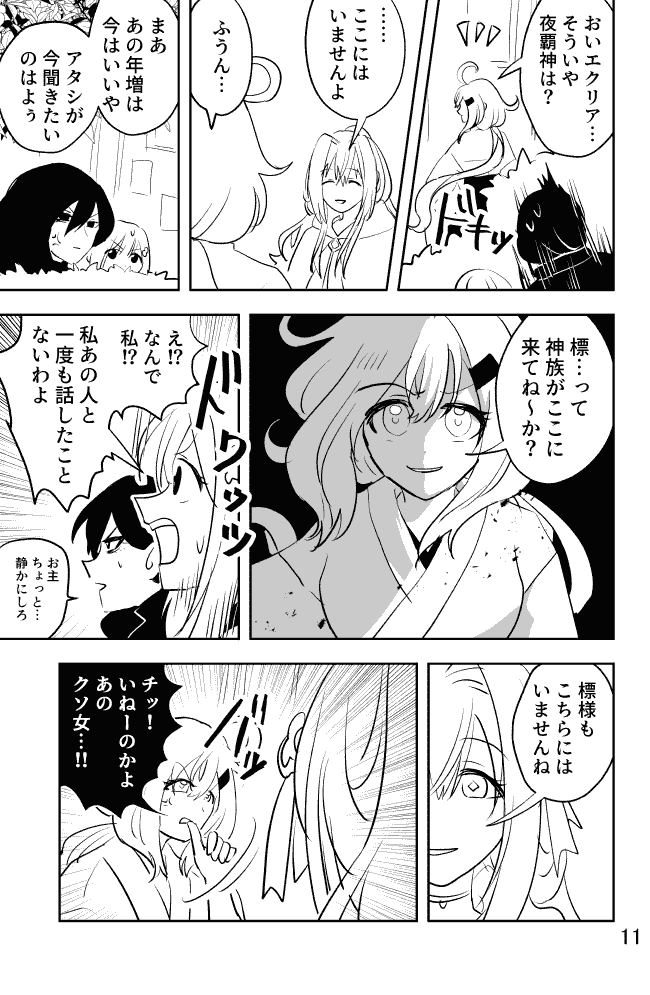 おいエクリア…
そういや
夜覇神は?
ドキッ
ここには
いませんよ
……
ふうん…
まあ
あの年増は
今はいいや
アタシが
今聞きたい
のはよぅ
標…って
神族がここに
来てね〜か?
ドクワァッッ
え!?
なんで
私!?
私あの人と
一度も話したこと
ないわよ
お主
ちょっと…
静かにしろ
標様も
こちらには
いませんね
バッ
チッ!
いねーのかよ
あの
クソ女…!!
11